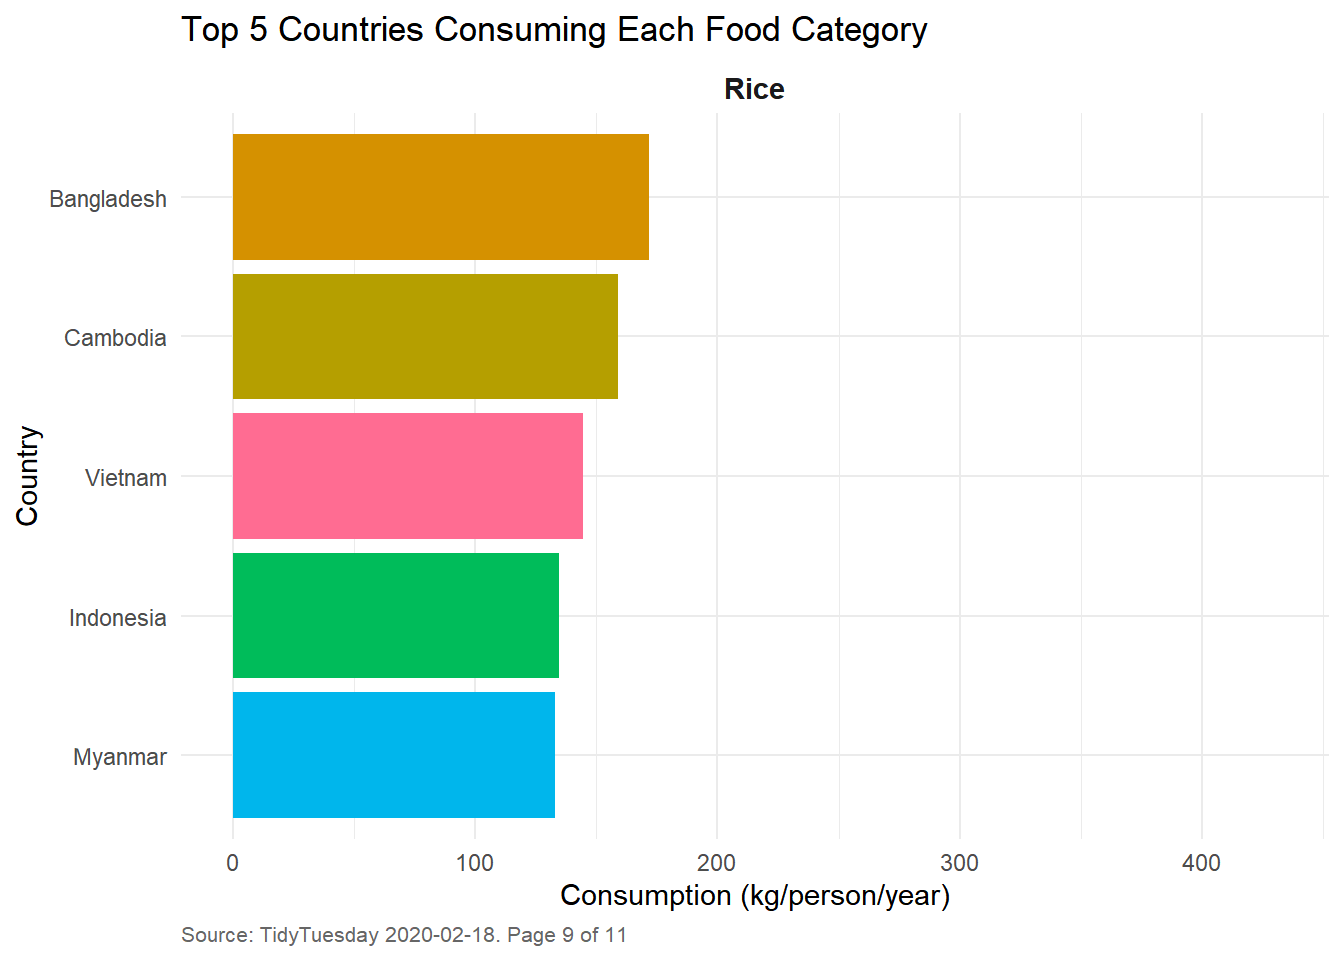 Top 5 Countries Consuming Each Food Category
Rice
Bangladesh
Cambodia
Vietnam
Indonesia
Myanmar
Country
0 100 200 300 400
Consumption (kg/person/year)
Source: TidyTuesday 2020-02-18. Page 9 of 11